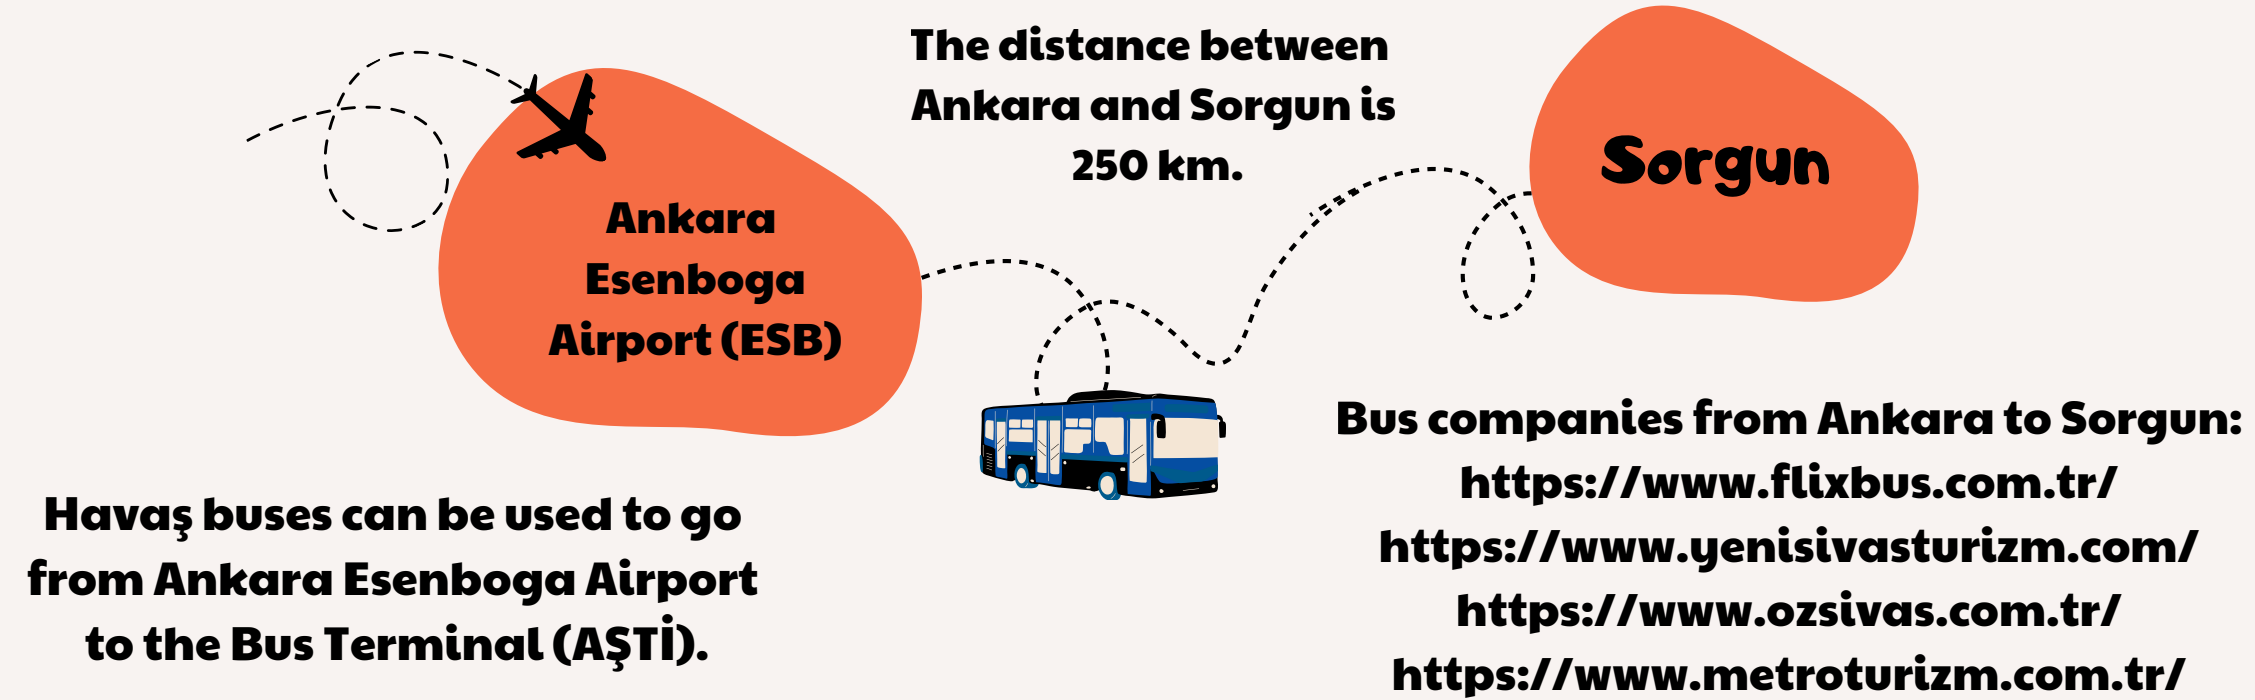 The distance between
Ankara and Sorgun is
250 km.
Sorgun
Ankara
Esenboga
Airport (ESB)
Havaş buses can be used to go
from Ankara Esenboga Airport
to the Bus Terminal (AŞTİ).
Bus companies from Ankara to Sorgun:
https://www.flixbus.com.tr/
https://www.yenisivasturizm.com/
https://www.ozsivas.com.tr/
https://www.metroturizm.com.tr/